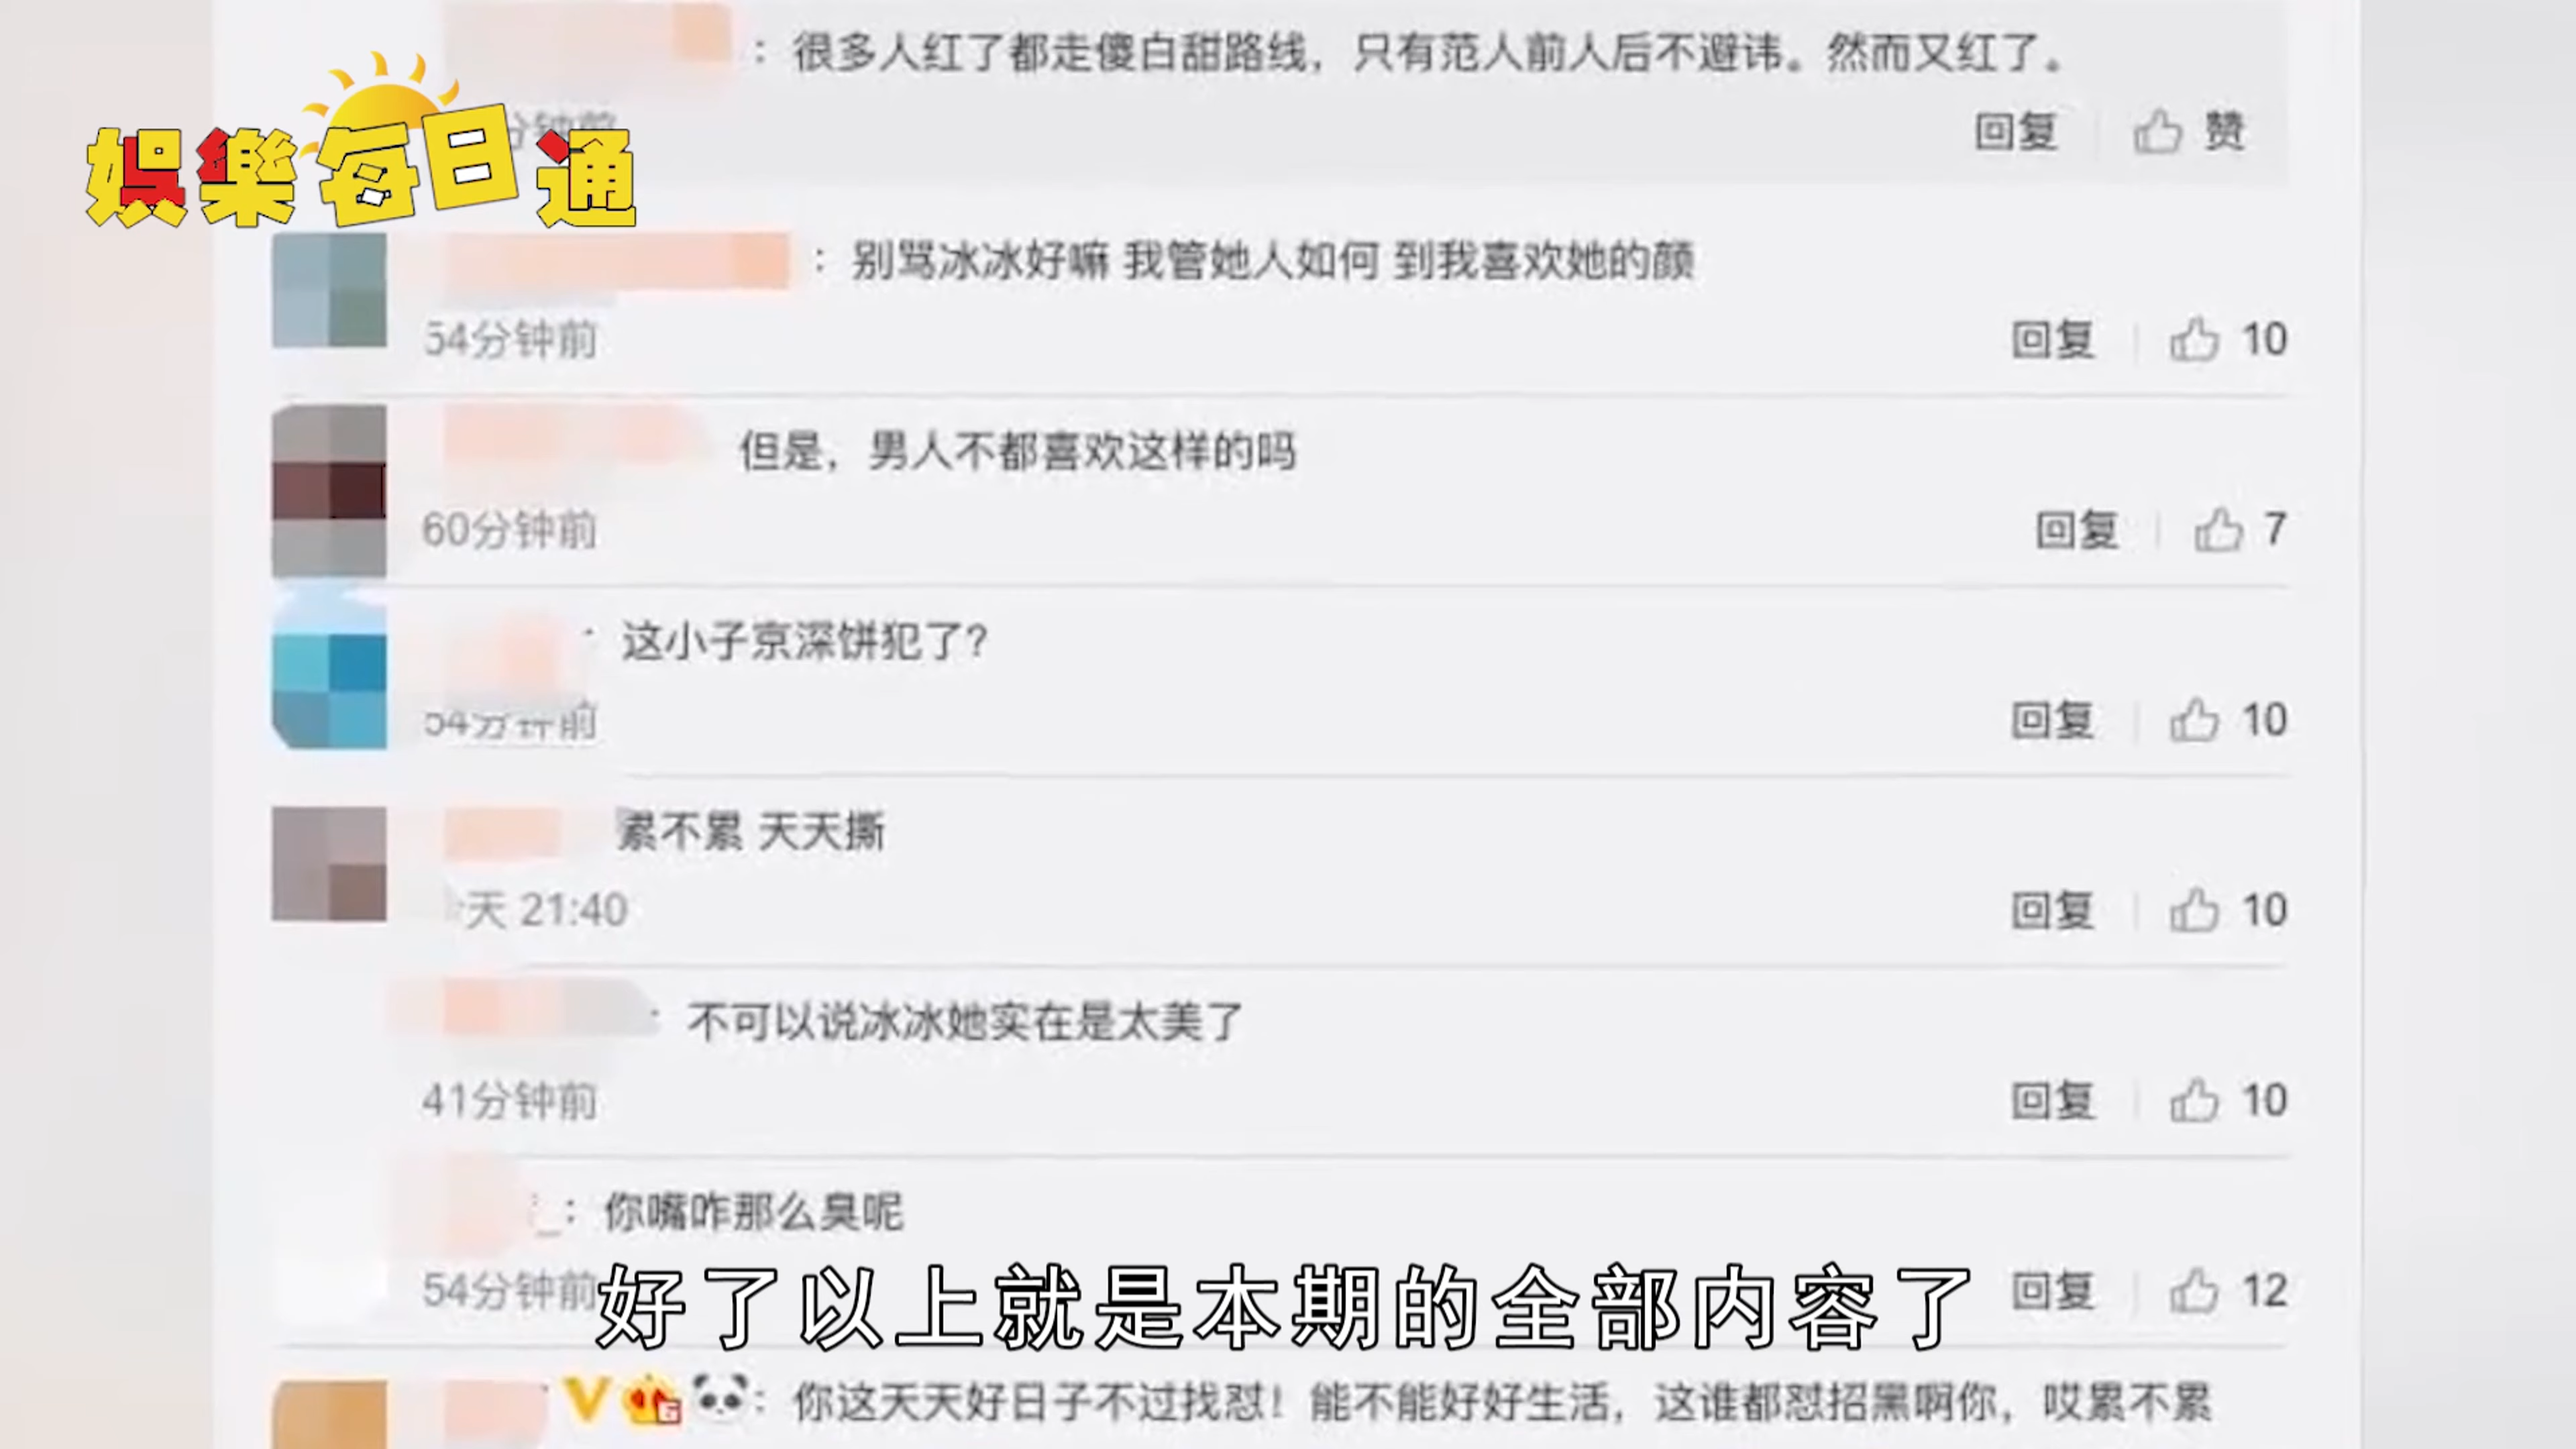 ：很多人红了都走傻白甜路线，只有范人前人后不避讳。然而又红了。
娱樂每日通
分钟前
回复 赞
：别骂冰冰好嘛 我管她人如何 到我喜欢她的颜
54分钟前 回复 10
但是，男人不都喜欢这样的吗
60分钟前 回复 7
：这小子京深饼犯了？
54分钟前 回复 10
累不累 天天撕
天 21:40 回复 10
：不可以说冰冰她实在是太美了
41分钟前 回复 10
_：你嘴咋那么臭呢
54分钟前 回复 12
好了以上就是本期的全部内容了
：你这天天好日子不过找怼！能不能好好生活，这谁都怼招黑啊你，哎累不累